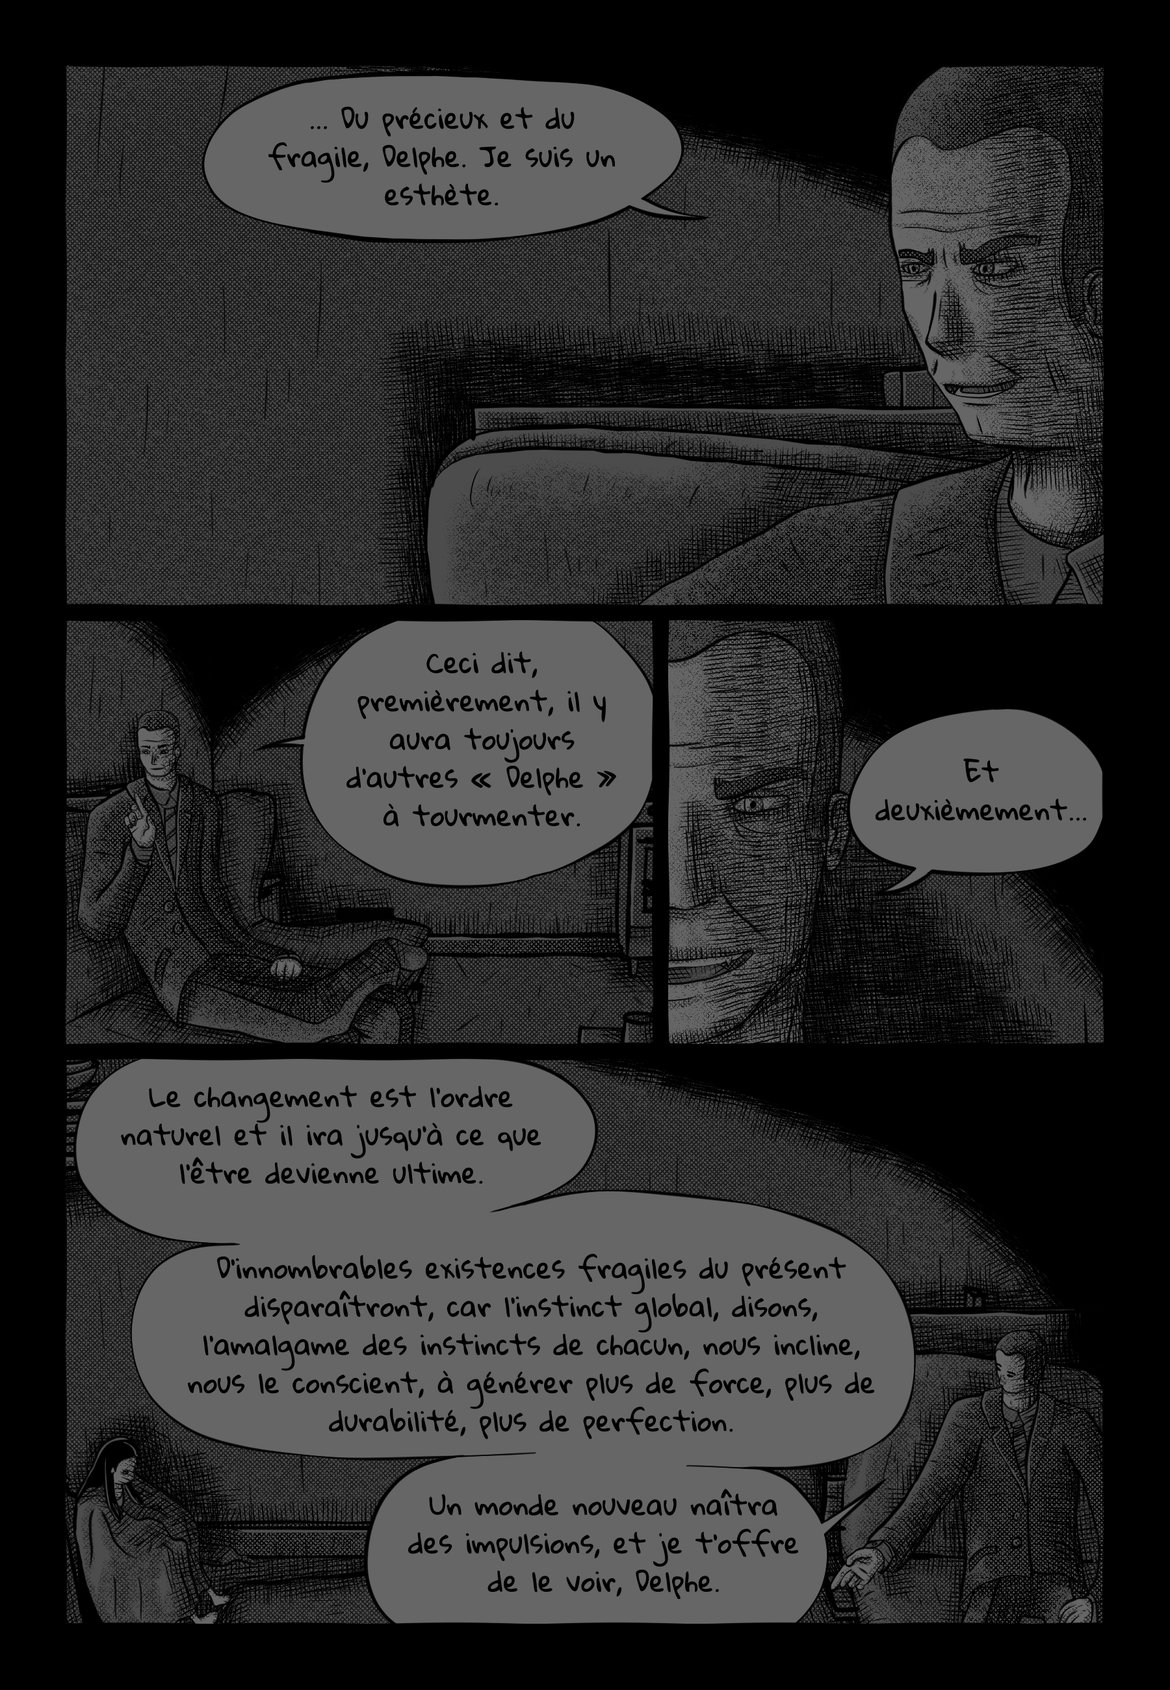 ... Du précieux et du
fragile, Delphe. Je suis un
esthète.
Ceci dit,
premièrement, il y
aura toujours
d'autres « Delphe »
à tourmenter.
Et
deuxièmement...
Le changement est l'ordre
naturel et il ira jusqu'à ce que
l'être devienne ultime.
D'innombrables existences fragiles du présent
disparaîtront, car l'instinct global, disons,
l'amalgame des instincts de chacun, nous incline,
nous le conscient, à générer plus de force, plus de
durabilité, plus de perfection.
Un monde nouveau naîtra
des impulsions, et je t'offre
de le voir, Delphe.